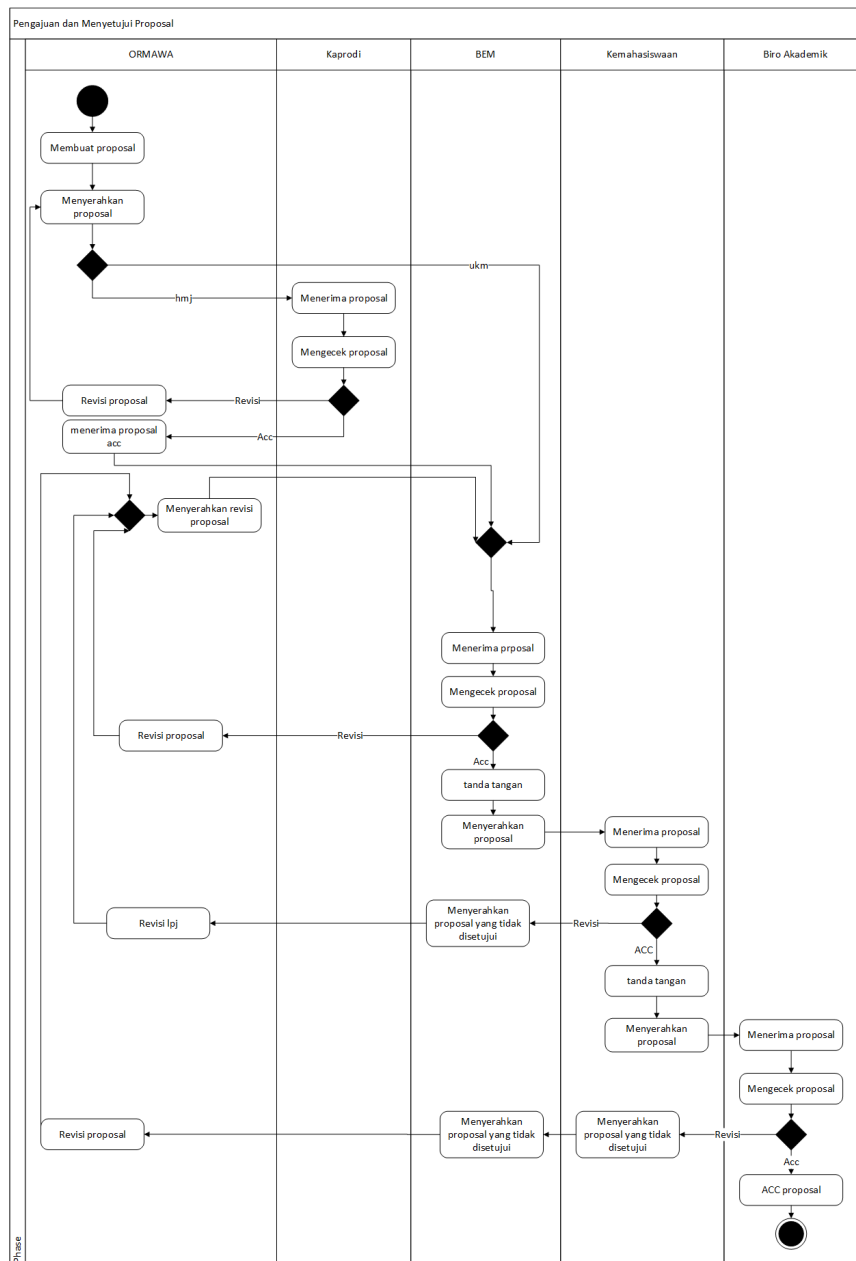 Pengajuan dan Menyetujui Proposal
ORMAWA
Kaprodi
BEM
Kemahasiswaan
Biro Akademik
Membuat proposal
Menyerahkan
proposal
ukm
hmj
Menerima proposal
Mengecek proposal
Revisi proposal
Revisi
menerima proposal
acc
Acc
Menyerahkan revisi
proposal
Menerima prposal
Mengecek proposal
Revisi proposal
Revisi
Acc
tanda tangan
Menyerahkan
proposal
Menerima proposal
Mengecek proposal
Revisi lpj
Menyerahkan
proposal yang tidak
disetujui
Revisi
ACC
tanda tangan
Menyerahkan
proposal
Menerima proposal
Mengecek proposal
Revisi proposal
Menyerahkan
proposal yang tidak
disetujui
Menyerahkan
proposal yang tidak
disetujui
Revisi
Acc
ACC proposal
Phase